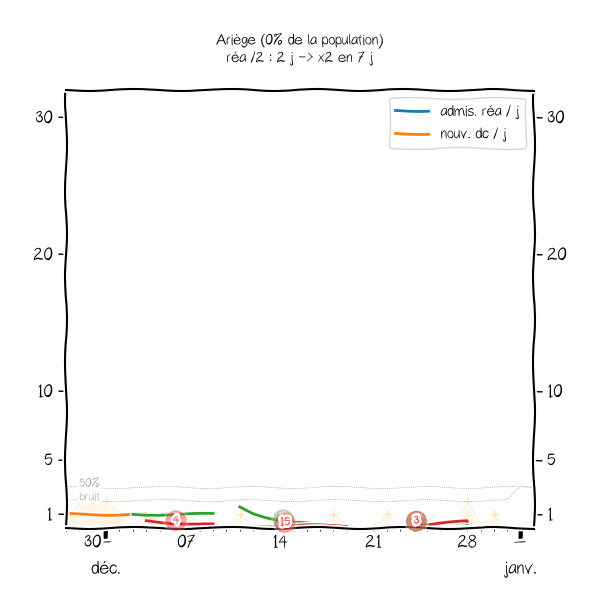 Ariège (0% de la population)
réa /2 : 2 j -> x2 en 7 j
admis. réa / j
nouv. dc / j
30 30
20 20
10 10
5 5
50%
bruit
1 1
4 15 3
30 07 14 21 28
déc. janv.